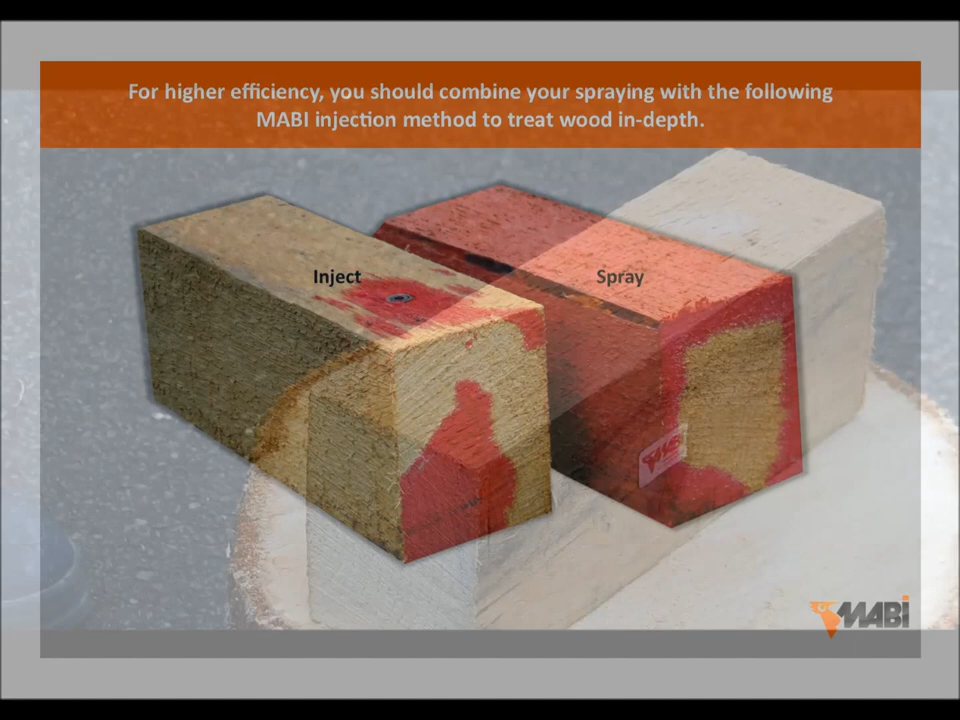 For higher efficiency, you should combine your spraying with the following
MABI injection method to treat wood in-depth.
Inject
Spray
MABI